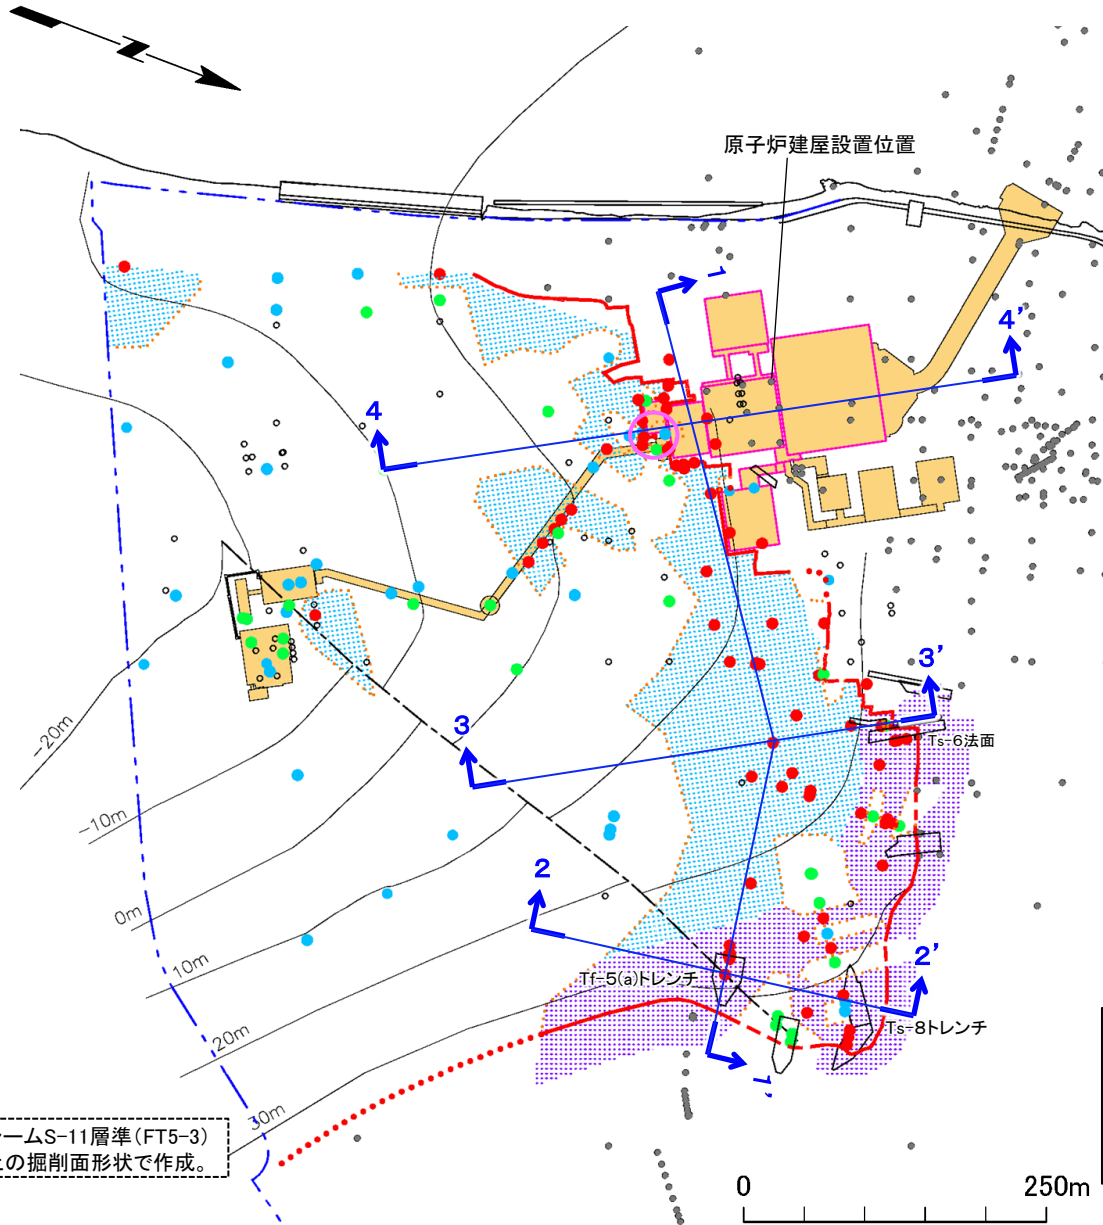 N
原子炉建屋設置位置
1
4'
4
3'
3
Ts-6法面
-20m
-10m
0m
10m
20m
30m
2
2'
Tf-5(a)トレンチ
Ts-8トレンチ
1'
ームS-11層準(FT5-3)
の掘削面形状で作成。
0
250m